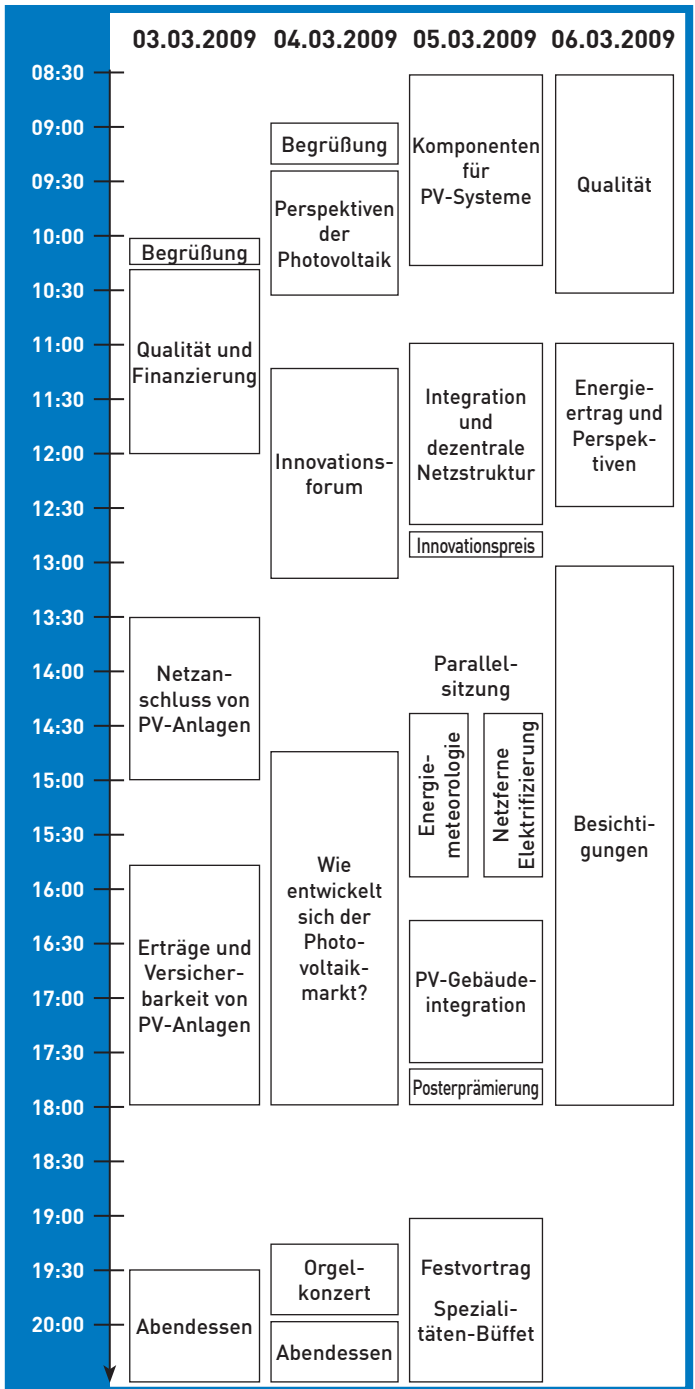 03.03.2009 04.03.2009 05.03.2009 06.03.2009
08:30
09:00
09:30
10:00
10:30
11:00
11:30
12:00
12:30
13:00
13:30
14:00
14:30
15:00
15:30
16:00
16:30
17:00
17:30
18:00
18:30
19:00
19:30
20:00
Begrüßung
Qualität und
Finanzierung
Netzan-
schluss von
PV-Anlagen
Erträge und
Versicher-
barkeit von
PV-Anlagen
Abendessen
Begrüßung
Perspektiven
der
Photovoltaik
Innovations-
forum
Wie
entwickelt
sich der
Photo-
voltaik-
markt?
Orgel-
konzert
Abendessen
Komponenten
für
PV-Systeme
Integration
und
dezentrale
Netzstruktur
Innovationspreis
Parallel-
sitzung
Energie-
meteorologie
Netzferne
Elektrifizierung
PV-Gebäude-
integration
Posterprämierung
Festvortrag
Speziali-
täten-Büffet
Qualität
Energie-
ertrag und
Perspek-
tiven
Besichti-
gungen